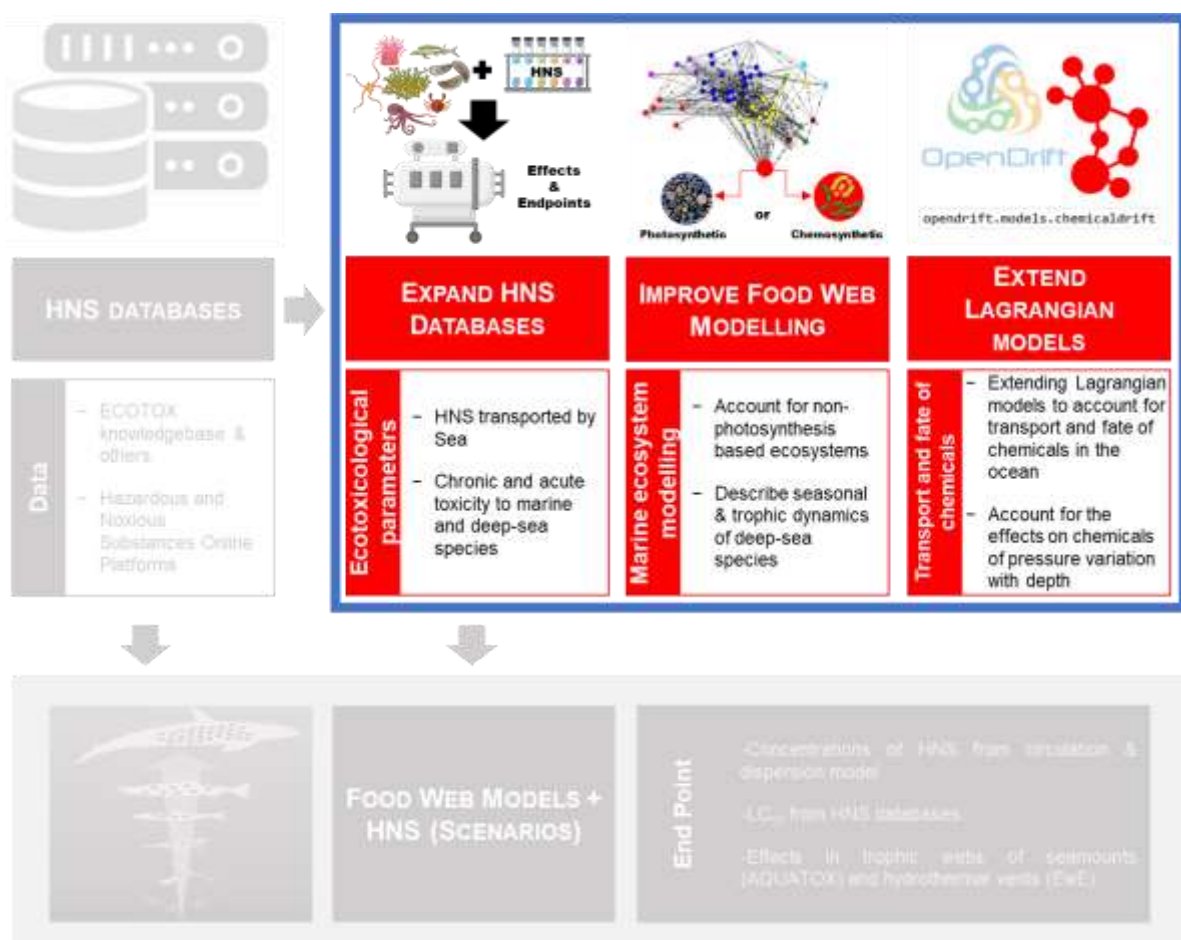 HNS
Effects
&
Endpoints
Photosynthetic
or
Chemosynthetic
OpenDrift
opendrift.models.chemicaldrift
HNS DATABASES
EXPAND HNS
DATABASES
IMPROVE FOOD WEB
MODELLING
EXTEND
LAGRANGIAN
MODELS
Data
– ECOTOX
knowledgebase &
others.
– Hazardous and
Noxious
Substances Online
Platforms
Ecotoxicological
parameters
– HNS transported by
Sea
– Chronic and acute
toxicity to marine
and deep-sea
species
Marine ecosystem
modelling
– Account for non-
photosynthesis
based ecosystems
– Describe seasonal
& trophic dynamics
of deep-sea
species
Transport and fate of
chemicals
– Extending Lagrangian
models to account for
transport and fate of
chemicals in the
ocean
– Account for the
effects on chemicals
of pressure variation
with depth
FOOD WEB MODELS +
HNS (SCENARIOS)
End Point
-Concentrations of HNS from circulation &
dispersion model
-LC50 from HNS databases
-Effects in trophic webs of seamounts
(AQUATOX) and hydrothermal vents (EwE)